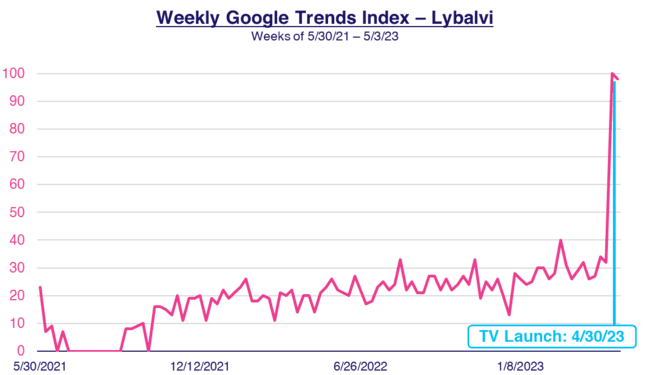 Weekly Google Trends Index – Lybalvi
Weeks of 5/30/21 – 5/3/23
100
90
80
70
60
50
40
30
20
10
0
TV Launch: 4/30/23
5/30/2021 12/12/2021 6/26/2022 1/8/2023